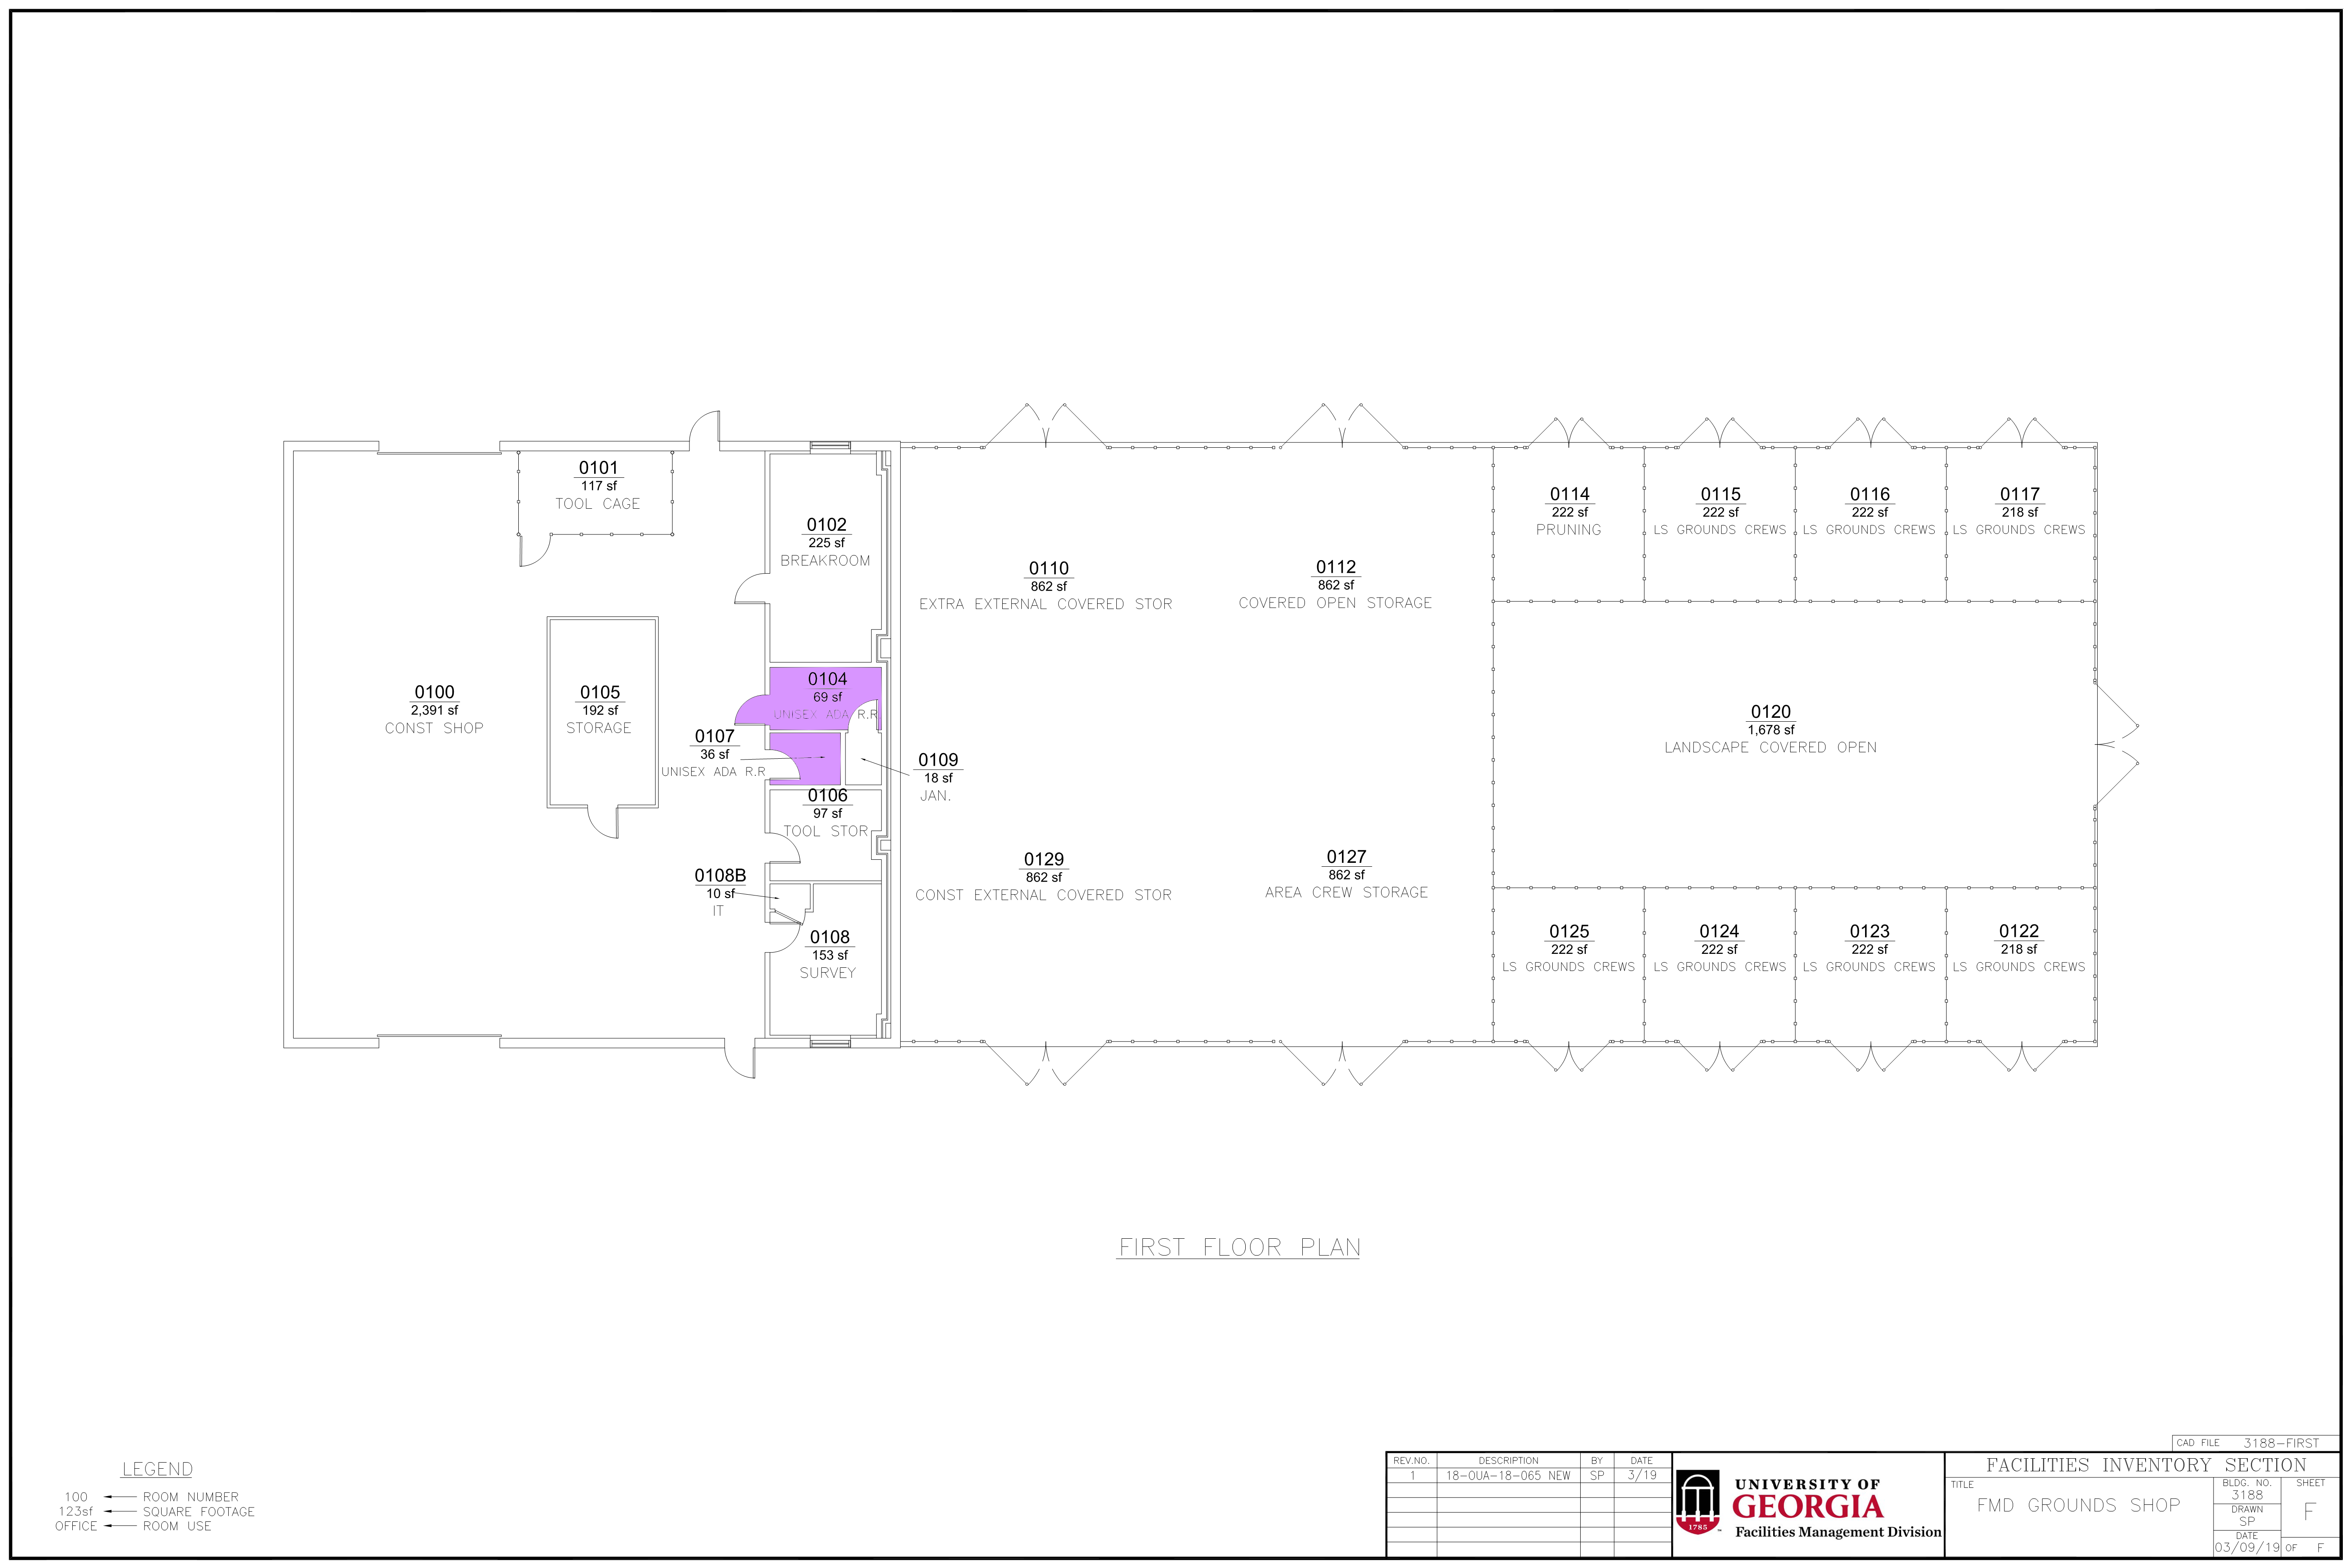 0101
117 sf
TOOL CAGE
0102
225 sf
BREAKROOM
0100
2,391 sf
CONST SHOP
0105
192 sf
STORAGE
0104
69 sf
UNISEX ADA R.R
0107
36 sf
UNISEX ADA R.R
0109
18 sf
JAN.
0106
97 sf
TOOL STOR
0108B
10 sf
IT
0108
153 sf
SURVEY
0110
862 sf
EXTRA EXTERNAL COVERED STOR
0112
862 sf
COVERED OPEN STORAGE
0129
862 sf
CONST EXTERNAL COVERED STOR
0127
862 sf
AREA CREW STORAGE
0114
222 sf
PRUNING
0115
222 sf
LS GROUNDS CREWS
0116
222 sf
LS GROUNDS CREWS
0117
218 sf
LS GROUNDS CREWS
0120
1,678 sf
LANDSCAPE COVERED OPEN
0125
222 sf
LS GROUNDS CREWS
0124
222 sf
LS GROUNDS CREWS
0123
222 sf
LS GROUNDS CREWS
0122
218 sf
LS GROUNDS CREWS
FIRST FLOOR PLAN
LEGEND
100 ROOM NUMBER
123sf SQUARE FOOTAGE
OFFICE ROOM USE
REV.NO. DESCRIPTION BY DATE
1 18-OUA-18-065 NEW SP 3/19
1785
UNIVERSITY OF
GEORGIA
Facilities Management Division
CAD FILE 3188-FIRST
FACILITIES INVENTORY SECTION
TITLE
FMD GROUNDS SHOP
BLDG. NO.
3188
DRAWN
SP
DATE
03/09/19
SHEET
F
OF F